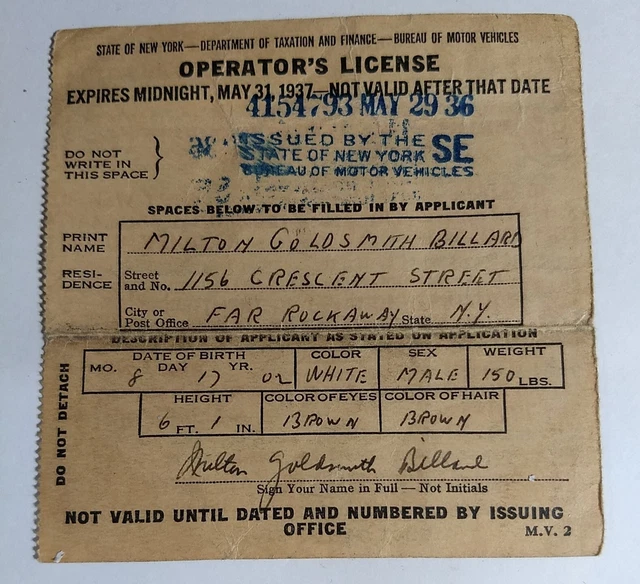 STATE OF NEW YORK—DEPARTMENT OF TAXATION AND FINANCE—BUREAU OF MOTOR VEHICLES
OPERATOR'S LICENSE
EXPIRES MIDNIGHT, MAY 31, 1937—NOT VALID AFTER THAT DATE
4154793 MAY 29 36
DO NOT WRITE IN THIS SPACE
ISSUED BY THE
STATE OF NEW YORK SE
BUREAU OF MOTOR VEHICLES
SPACES BELOW TO BE FILLED IN BY APPLICANT
PRINT NAME MILTON GOLDSMITH BILLARD
RESI-DENCE Street and No. 1156 CRESCENT STREET
City or Post Office FAR ROCKAWAY State N.Y.
DESCRIPTION OF APPLICANT AS STATED ON APPLICATION
DATE OF BIRTH COLOR SEX WEIGHT
MO. 8 DAY 17 YR. 02 WHITE MALE 150 LBS.
HEIGHT COLOR OF EYES COLOR OF HAIR
6 FT. 1 IN. BROWN BROWN
DO NOT DETACH
Milton Goldsmith Billard
Sign Your Name in Full — Not Initials
NOT VALID UNTIL DATED AND NUMBERED BY ISSUING
OFFICE
M.V. 2